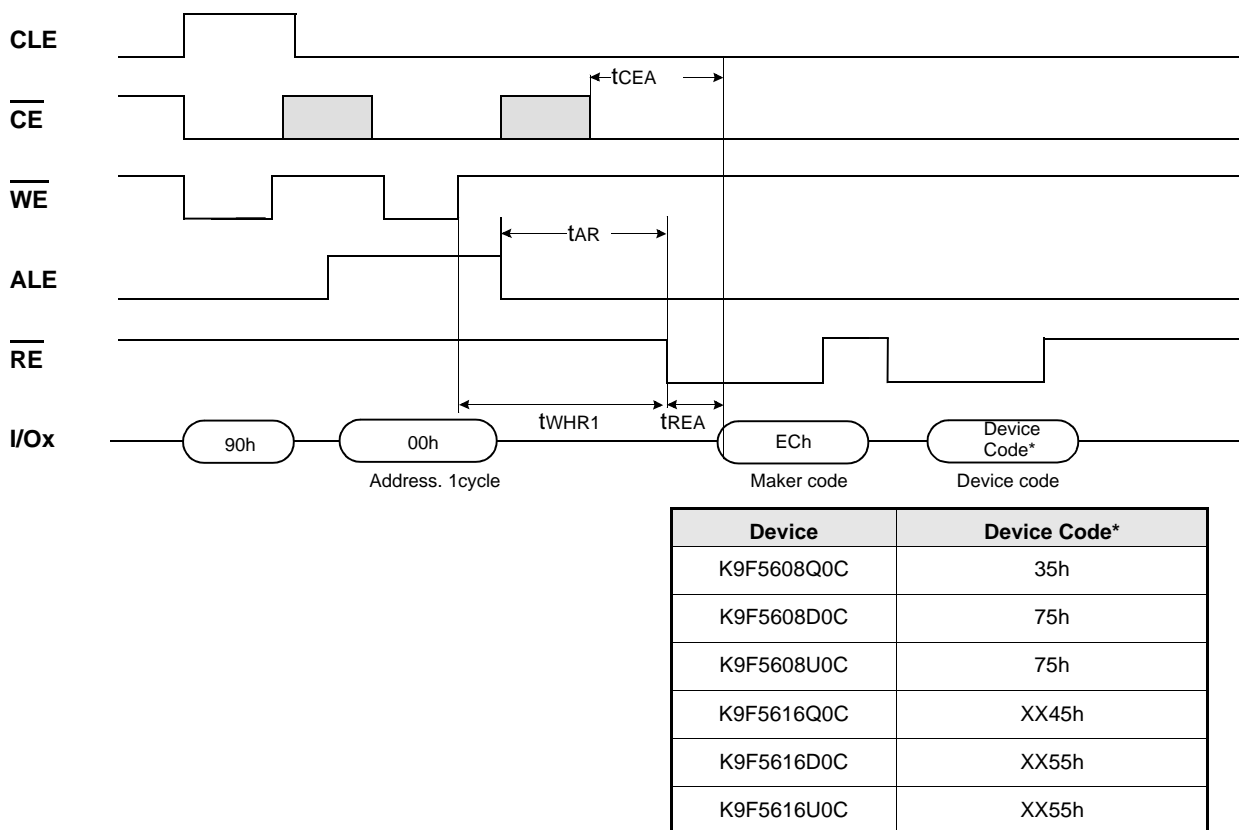 CLE
tCEA
CE
WE
tAR
ALE
RE
tWHR1
tREA
I/Ox
90h
00h
ECh
Device
Code*
Address. 1cycle
Maker code
Device code
Device Device Code*
K9F5608Q0C 35h
K9F5608D0C 75h
K9F5608U0C 75h
K9F5616Q0C XX45h
K9F5616D0C XX55h
K9F5616U0C XX55h